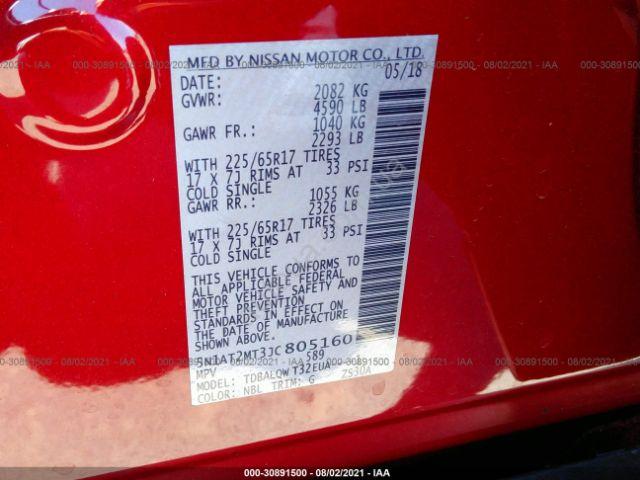 MFD BY NISSAN MOTOR CO., LTD.
DATE: 05/18
GVWR: 2082 KG
4590 LB
GAWR FR.: 1040 KG
2293 LB
WITH 225/65R17 TIRES
17 X 7J RIMS AT 33 PSI
COLD SINGLE
GAWR RR.: 1055 KG
2326 LB
WITH 225/65R17 TIRES
17 X 7J RIMS AT 33 PSI
COLD SINGLE
THIS VEHICLE CONFORMS TO
ALL APPLICABLE FEDERAL
MOTOR VEHICLE SAFETY AND
THEFT PREVENTION
STANDARDS IN EFFECT ON
THE DATE OF MANUFACTURE
SHOWN ABOVE.
5N1AT2MT3JC805160
MPV 589
MODEL: TDBALQW T32EUA
COLOR: NBL TRIM: G ZS30A
000-30891500 - 08/02/2021 - IAA